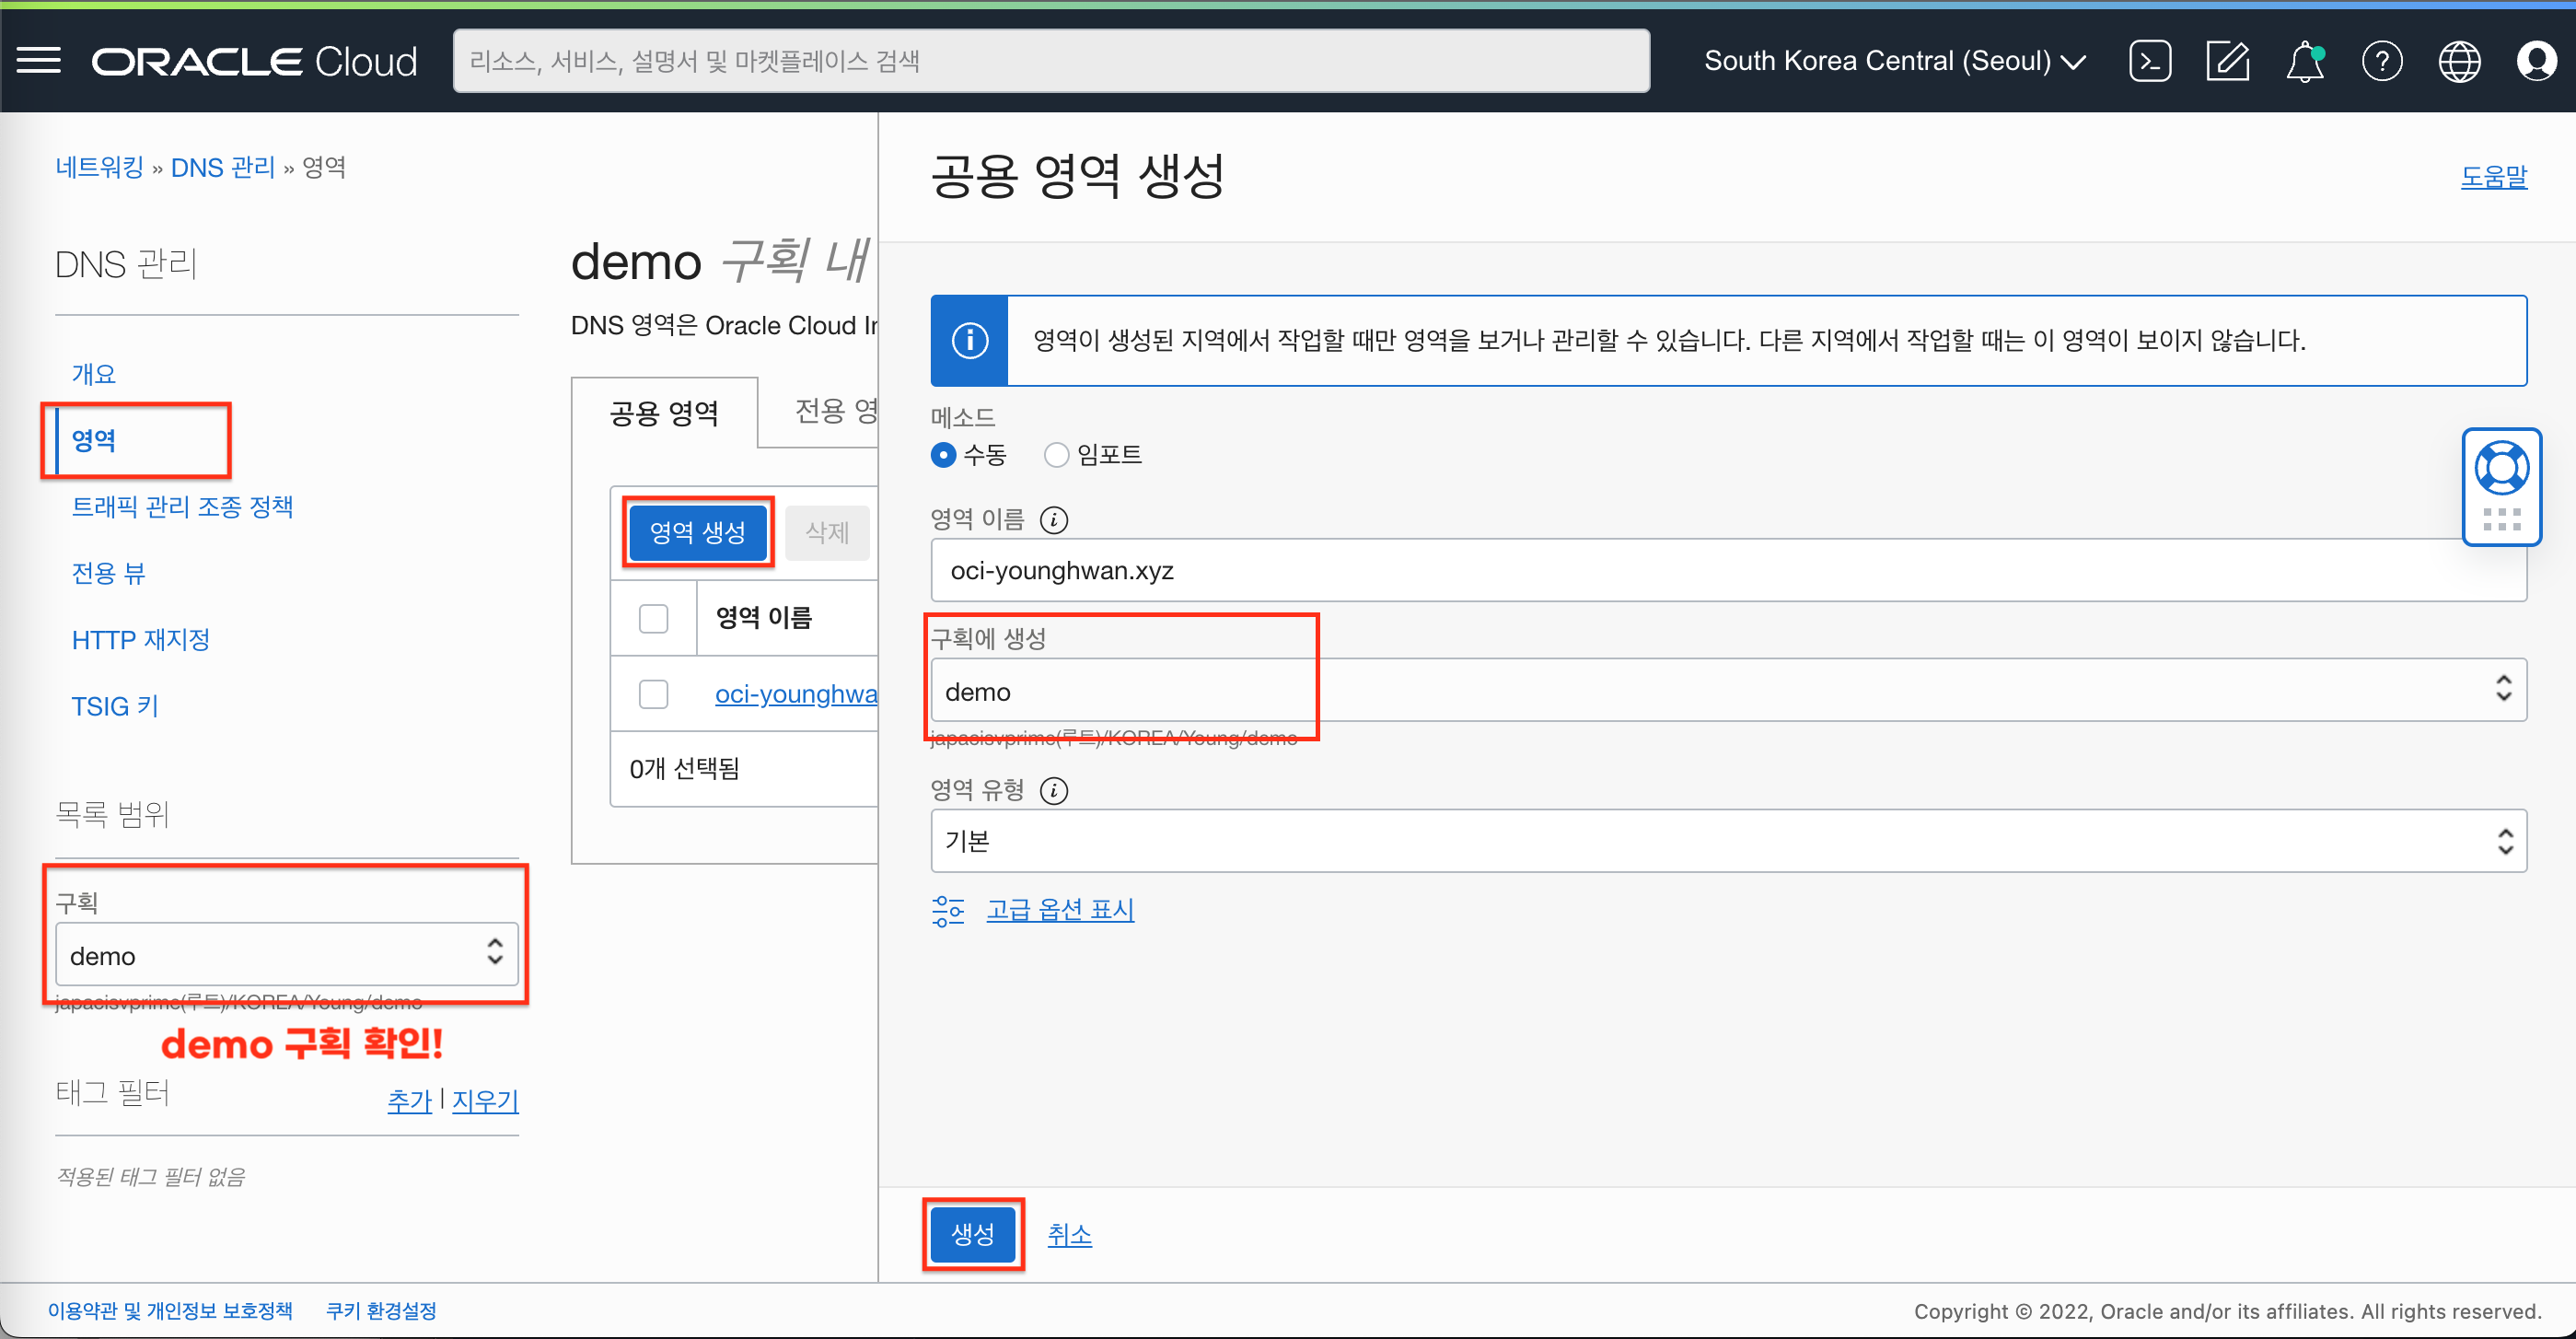 ORACLE Cloud
리소스, 서비스, 설명서 및 마켓플레이스 검색
South Korea Central (Seoul)
네트워킹 » DNS 관리 » 영역
DNS 관리
개요
영역
트래픽 관리 조종 정책
전용 뷰
HTTP 재지정
TSIG 키
목록 범위
구획
demo
japacisvprime(루트)/KOREA/Young/demo
demo 구획 확인!
태그 필터
추가 | 지우기
적용된 태그 필터 없음
demo 구획 내
DNS 영역은 Oracle Cloud
공용 영역
전용 영
영역 생성
삭제
영역 이름
oci-younghwa
0개 선택됨
공용 영역 생성
도움말
영역이 생성된 지역에서 작업할 때만 영역을 보거나 관리할 수 있습니다. 다른 지역에서 작업할 때는 이 영역이 보이지 않습니다.
메소드
수동
임포트
영역 이름
oci-younghwan.xyz
구획에 생성
demo
japacisvprime(루트)/KOREA/Young/demo
영역 유형
기본
고급 옵션 표시
생성
취소
이용약관 및 개인정보 보호정책
쿠키 환경설정
Copyright © 2022, Oracle and/or its affiliates. All rights reserved.